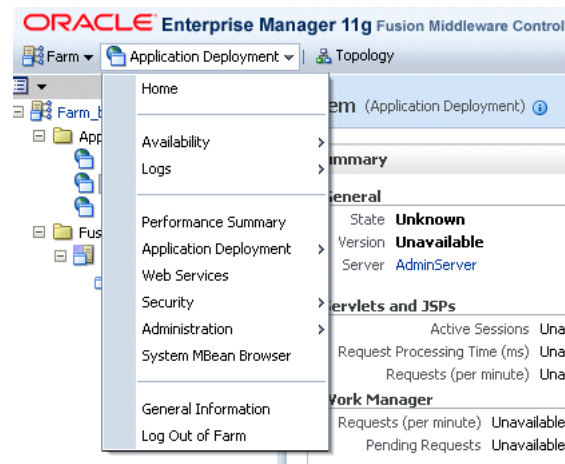 ORACLE Enterprise Manager 11g Fusion Middleware Control
Farm Application Deployment Topology
Home
Availability
Logs
Performance Summary
Application Deployment
Web Services
Security
Administration
System MBean Browser
General Information
Log Out of Farm
Farm_
App
Fus
em (Application Deployment)
mmary
General
State Unknown
Version Unavailable
Server AdminServer
Servlets and JSPs
Active Sessions Una
Request Processing Time (ms) Una
Requests (per minute) Una
Work Manager
Requests (per minute) Unavailable
Pending Requests Unavailable